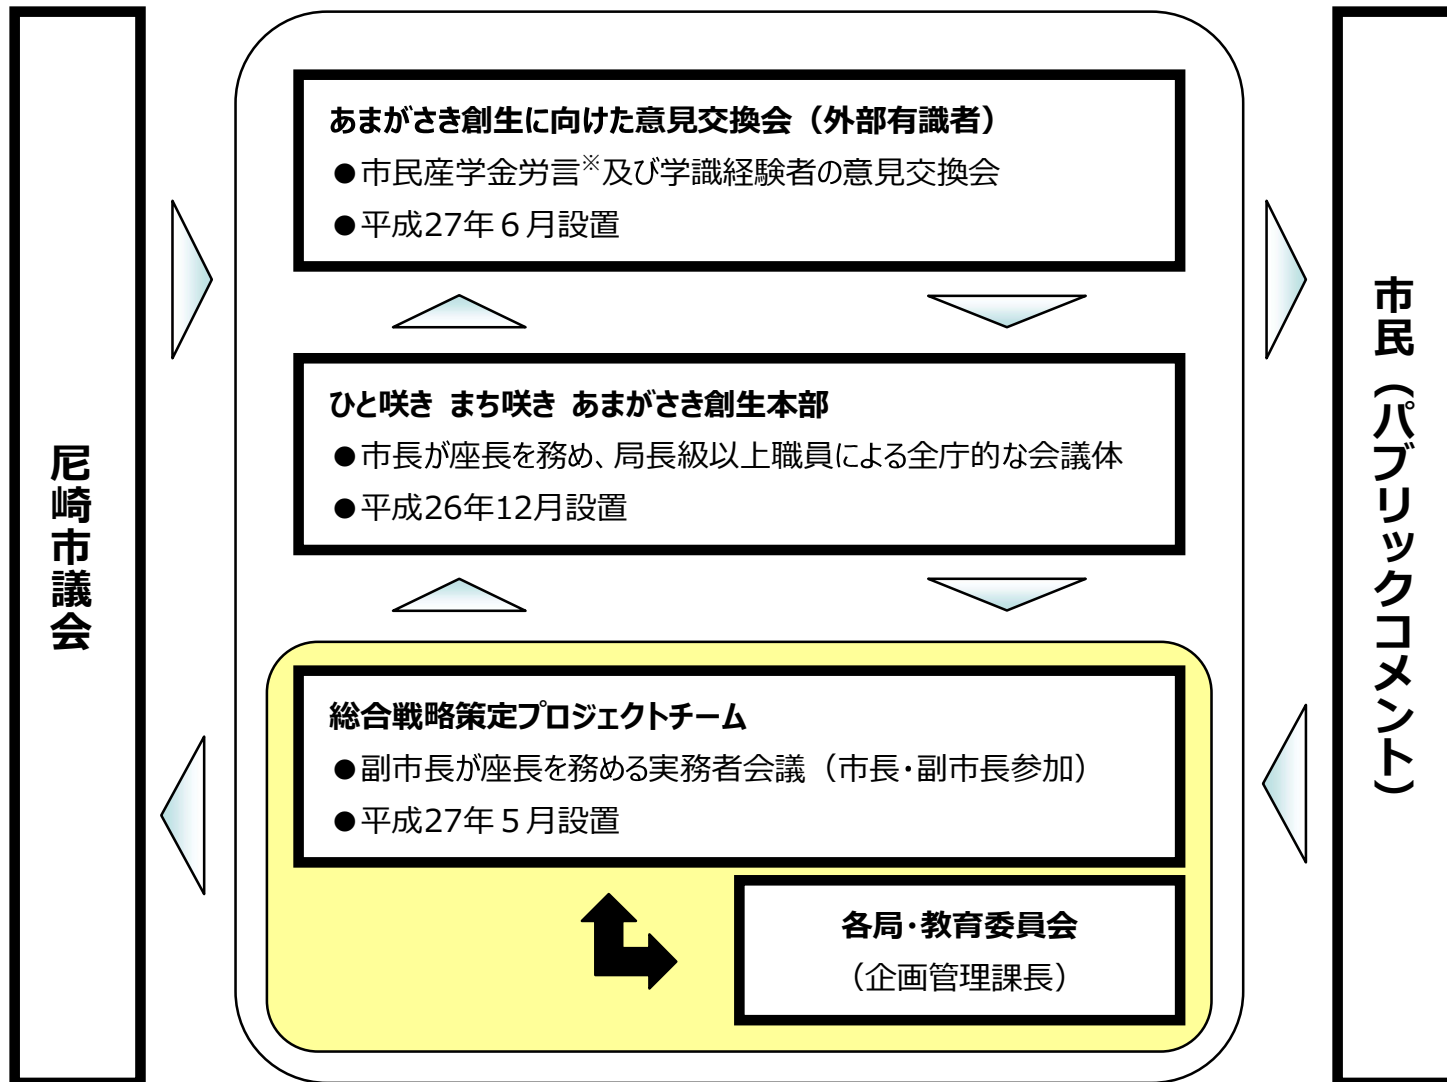 尼崎市議会
あまがさき創生に向けた意見交換会（外部有識者）
●市民産学金労言※及び学識経験者の意見交換会
●平成27年６月設置
ひと咲き まち咲き あまがさき創生本部
●市長が座長を務め、局長級以上職員による全庁的な会議体
●平成26年12月設置
総合戦略策定プロジェクトチーム
●副市長が座長を務める実務者会議（市長・副市長参加）
●平成27年５月設置
各局・教育委員会
（企画管理課長）
市民（パブリックコメント）